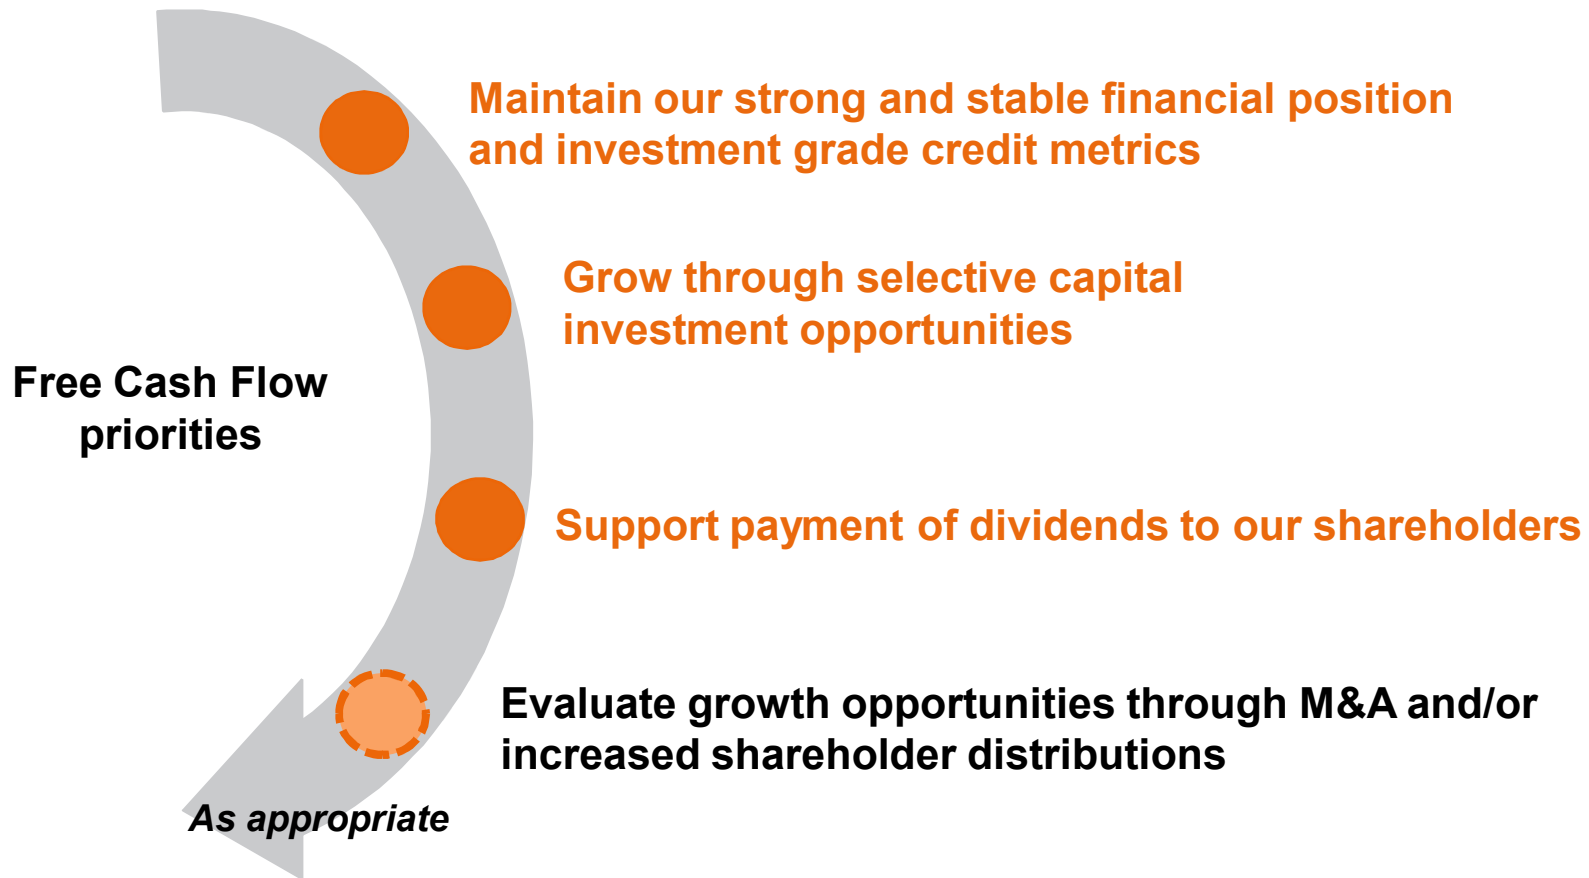 Maintain our strong and stable financial position
and investment grade credit metrics
Grow through selective capital
investment opportunities
Free Cash Flow
priorities
Support payment of dividends to our shareholders
Evaluate growth opportunities through M&A and/or
increased shareholder distributions
As appropriate